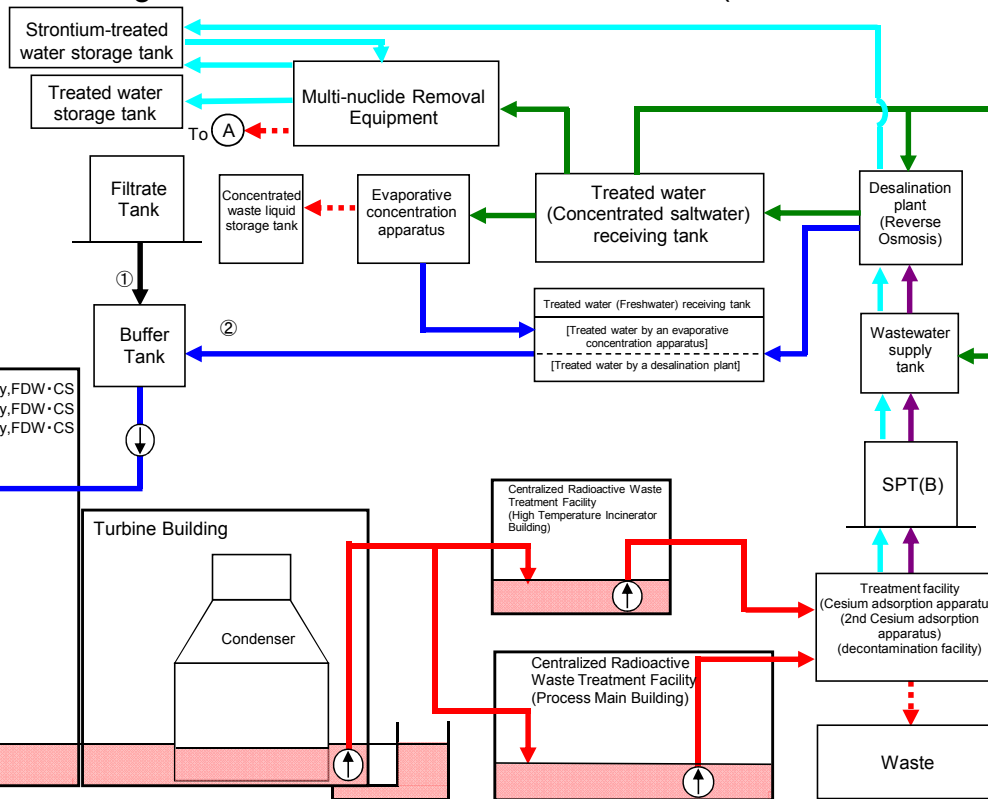 Strontium-treated
water storage tank
Treated water
storage tank
Multi-nuclide Removal
Equipment
To A
Filtrate
Tank
Concentrated
waste liquid
storage tank
Evaporative
concentration
apparatus
Treated water
(Concentrated saltwater)
receiving tank
Desalination
plant
(Reverse
Osmosis)
①
②
Buffer
Tank
Treated water (Freshwater) receiving tank
[Treated water by an evaporative
concentration apparatus]
[Treated water by a desalination plant]
Wastewater
supply
tank
y,FDW・CS
y,FDW・CS
y,FDW・CS
SPT(B)
Turbine Building
Condenser
Centralized Radioactive Waste
Treatment Facility
(High Temperature Incinerator
Building)
Centralized Radioactive
Waste Treatment Facility
(Process Main Building)
Treatment facility
(Cesium adsorption apparatu
(2nd Cesium adsorption
apparatus)
(decontamination facility)
Waste